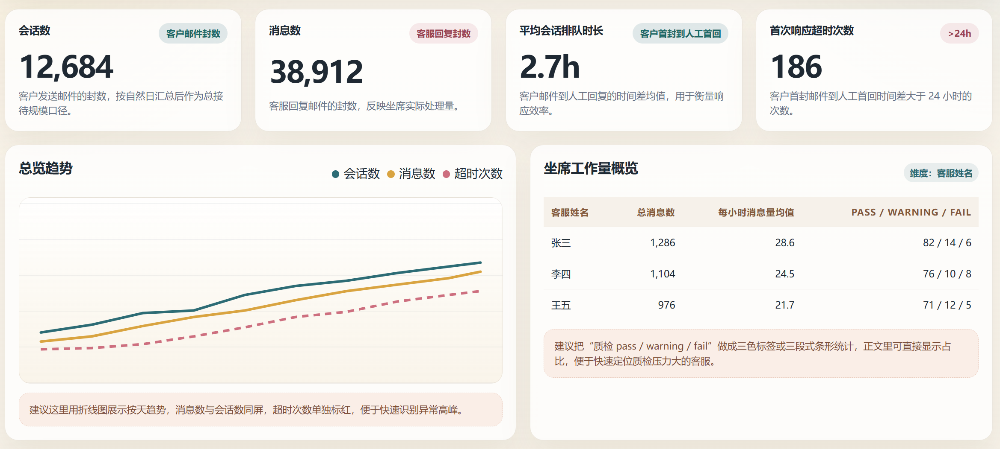 会话数
客户邮件封数
12,684
客户发送邮件的封数，按自然日汇总后作为总接
待规模口径。
消息数
客服回复封数
38,912
客服回复邮件的封数，反映坐席实际处理量。
平均会话排队时长
客户首封到人工首回
2.7h
客户邮件到人工回复的时间差均值，用于衡量响
应效率。
首次响应超时次数
>24h
186
客户首封邮件到人工首回时间差大于 24 小时的
次数。
总览趋势
会话数 消息数 超时次数
建议这里用折线图展示按天趋势，消息数与会话数同屏，超时次数单独标红，便于快速识别异常高峰。
坐席工作量概览
维度：客服姓名
客服姓名 总消息数 每小时消息量均值 PASS / WARNING / FAIL
张三 1,286 28.6 82 / 14 / 6
李四 1,104 24.5 76 / 10 / 8
王五 976 21.7 71 / 12 / 5
建议把“质检 pass / warning / fail”做成三色标签或三段式条形统计，正文里可直接显示占
比，便于快速定位质检压力大的客服。